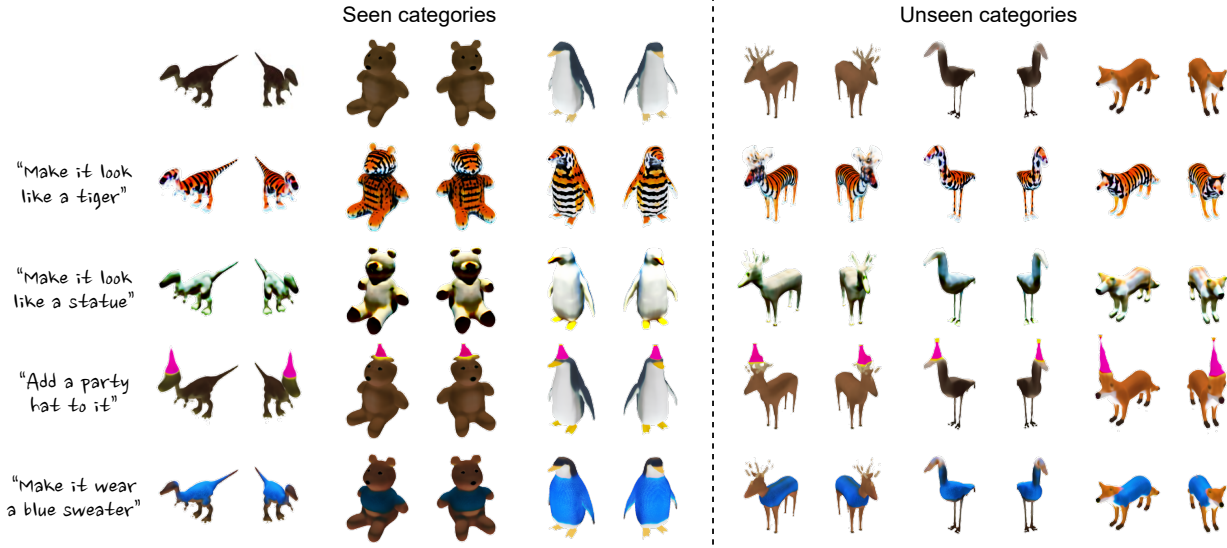 Seen categories
Unseen categories
“Make it look
like a tiger”
“Make it look
like a statue”
“Add a party
hat to it”
“Make it wear
a blue sweater”